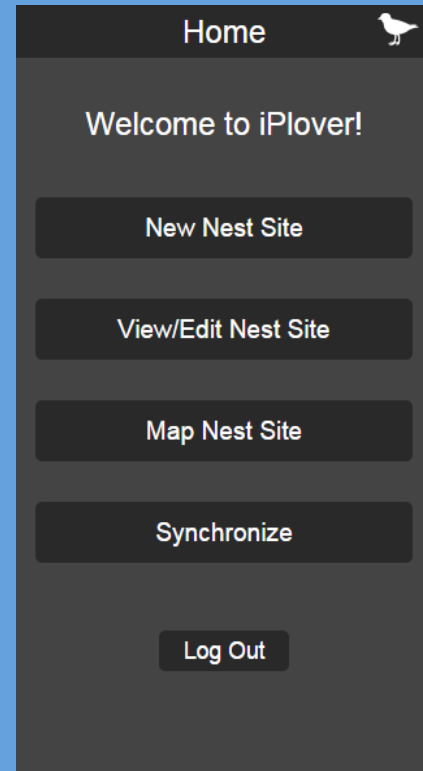 Home
Welcome to iPlover!
New Nest Site
View/Edit Nest Site
Map Nest Site
Synchronize
Log Out